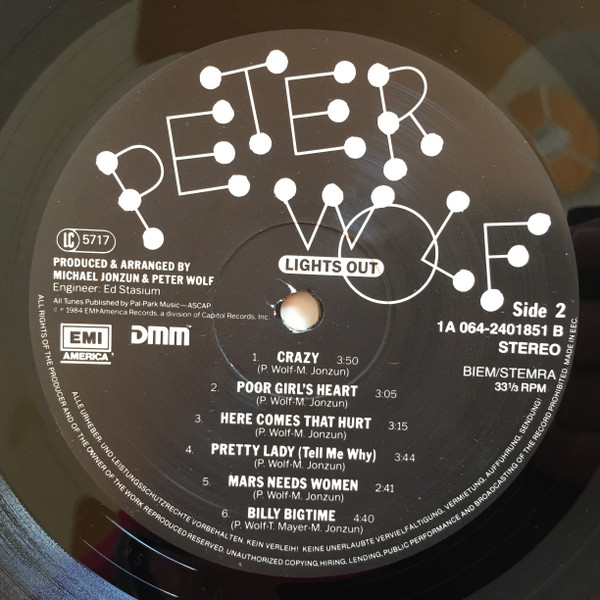 PETER
WOLF
LIGHTS OUT
LC 5717
PRODUCED & ARRANGED BY
MICHAEL JONZUN & PETER WOLF
Engineer: Ed Stasium
All Tunes Published by Pal-Park Music—ASCAP
1984 EMI America Records, a division of Capitol Records, Inc.
EMI
AMERICA
DMM
Side 2
1A 064-2401851 B
STEREO
BIEM/STEMRA
33⅓ RPM
1. CRAZY 3:50
(P. Wolf-M. Jonzun)
2. POOR GIRL'S HEART 3:05
(P. Wolf-M. Jonzun)
3. HERE COMES THAT HURT 3:15
(P. Wolf-M. Jonzun)
4. PRETTY LADY (Tell Me Why) 3:44
(P. Wolf-M. Jonzun)
5. MARS NEEDS WOMEN 2:41
(P. Wolf-M. Jonzun)
6. BILLY BIGTIME 4:40
(P. Wolf-T. Mayer-M. Jonzun)
ALLE URHEBER- UND LEISTUNGSSCHUTZRECHTE VORBEHALTEN. KEIN VERLEIH! KEINE UNERLAUBTE VERVIELFALTIGUNG, VERMIETUNG, AUFFUHRUNG, SENDUNG!
ALL RIGHTS OF THE PRODUCER AND OF THE OWNER OF THE WORK REPRODUCED RESERVED. UNAUTHORIZED COPYING, HIRING, LENDING, PUBLIC PERFORMANCE AND BROADCASTING OF THE RECORD PROHIBITED. MADE IN EEC.